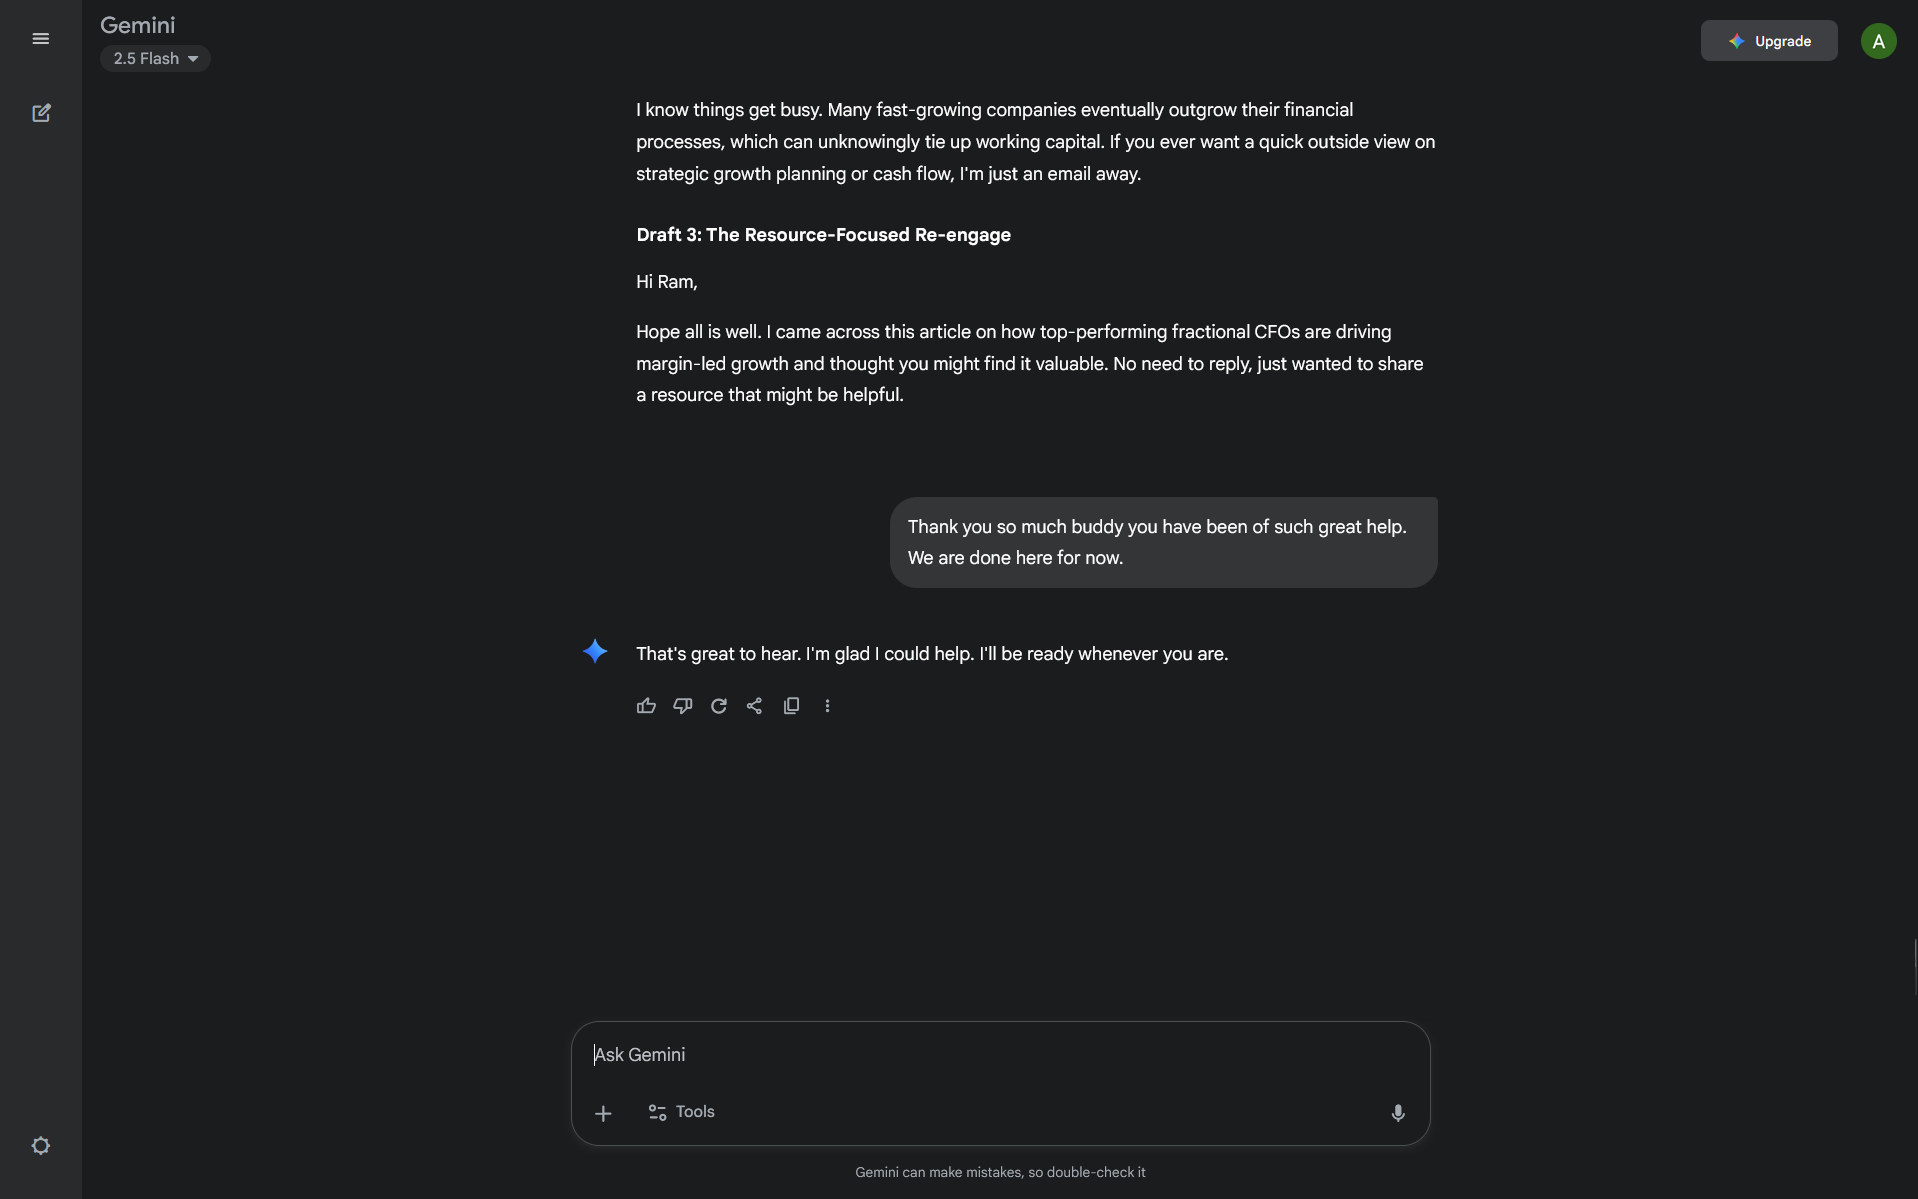 Gemini
2.5 Flash
Upgrade
A
I know things get busy. Many fast-growing companies eventually outgrow their financial
processes, which can unknowingly tie up working capital. If you ever want a quick outside view on
strategic growth planning or cash flow, I'm just an email away.
Draft 3: The Resource-Focused Re-engage
Hi Ram,
Hope all is well. I came across this article on how top-performing fractional CFOs are driving
margin-led growth and thought you might find it valuable. No need to reply, just wanted to share
a resource that might be helpful.
Thank you so much buddy you have been of such great help.
We are done here for now.
That's great to hear. I'm glad I could help. I'll be ready whenever you are.
Ask Gemini
Tools
Gemini can make mistakes, so double-check it